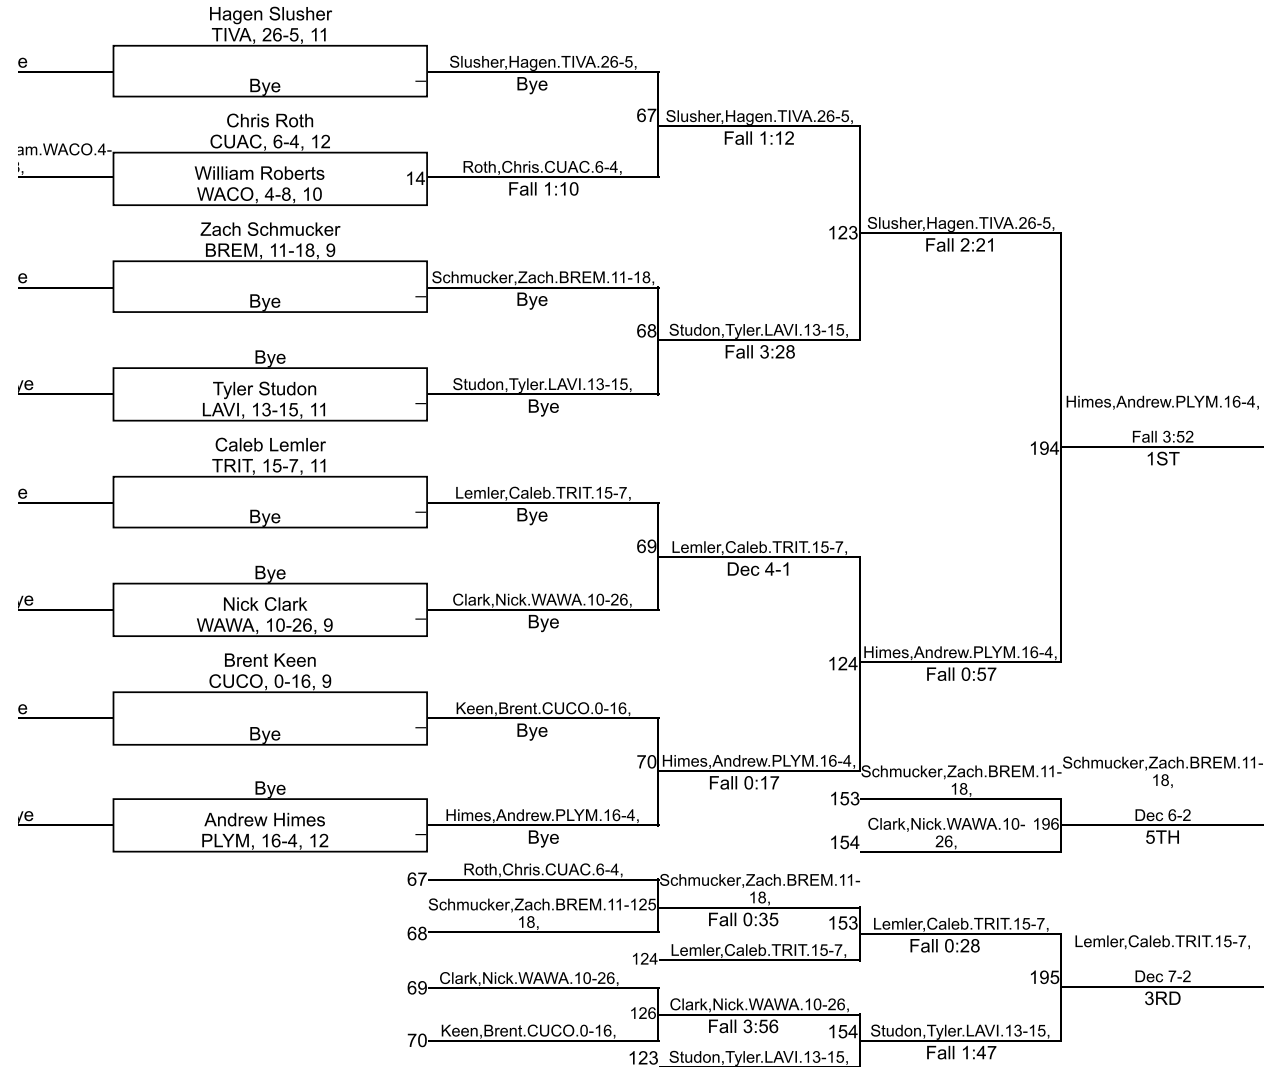 Hagen Slusher
TIVA, 26-5, 11
e
Bye
Slusher,Hagen.TIVA.26-5,
Bye
Chris Roth
CUAC, 6-4, 12
67
Slusher,Hagen.TIVA.26-5,
Fall 1:12
am.WACO.4-
William Roberts
WACO, 4-8, 10
14
Roth,Chris.CUAC.6-4,
Fall 1:10
Zach Schmucker
BREM, 11-18, 9
123
Slusher,Hagen.TIVA.26-5,
Fall 2:21
e
Bye
Schmucker,Zach.BREM.11-18,
Bye
68
Studon,Tyler.LAVI.13-15,
Fall 3:28
Bye
ye
Tyler Studon
LAVI, 13-15, 11
Studon,Tyler.LAVI.13-15,
Bye
Himes,Andrew.PLYM.16-4,
194
Fall 3:52
1ST
Caleb Lemler
TRIT, 15-7, 11
e
Bye
Lemler,Caleb.TRIT.15-7,
Bye
69
Lemler,Caleb.TRIT.15-7,
Dec 4-1
Bye
ye
Nick Clark
WAWA, 10-26, 9
Clark,Nick.WAWA.10-26,
Bye
Brent Keen
CUCO, 0-16, 9
124
Himes,Andrew.PLYM.16-4,
Fall 0:57
e
Bye
Keen,Brent.CUCO.0-16,
Bye
70
Himes,Andrew.PLYM.16-4,
Fall 0:17
Bye
ye
Andrew Himes
PLYM, 16-4, 12
Himes,Andrew.PLYM.16-4,
Bye
153
Schmucker,Zach.BREM.11-
18,
154
Clark,Nick.WAWA.10-
26,
196
Schmucker,Zach.BREM.11-
18,
Dec 6-2
5TH
67
Roth,Chris.CUAC.6-4,
68
Schmucker,Zach.BREM.11-
18,
125
Schmucker,Zach.BREM.11-
18,
Fall 0:35
124
Lemler,Caleb.TRIT.15-7,
153
Lemler,Caleb.TRIT.15-7,
Fall 0:28
69
Clark,Nick.WAWA.10-26,
70
Keen,Brent.CUCO.0-16,
126
Clark,Nick.WAWA.10-26,
Fall 3:56
123
Studon,Tyler.LAVI.13-15,
154
Studon,Tyler.LAVI.13-15,
Fall 1:47
195
Lemler,Caleb.TRIT.15-7,
Dec 7-2
3RD